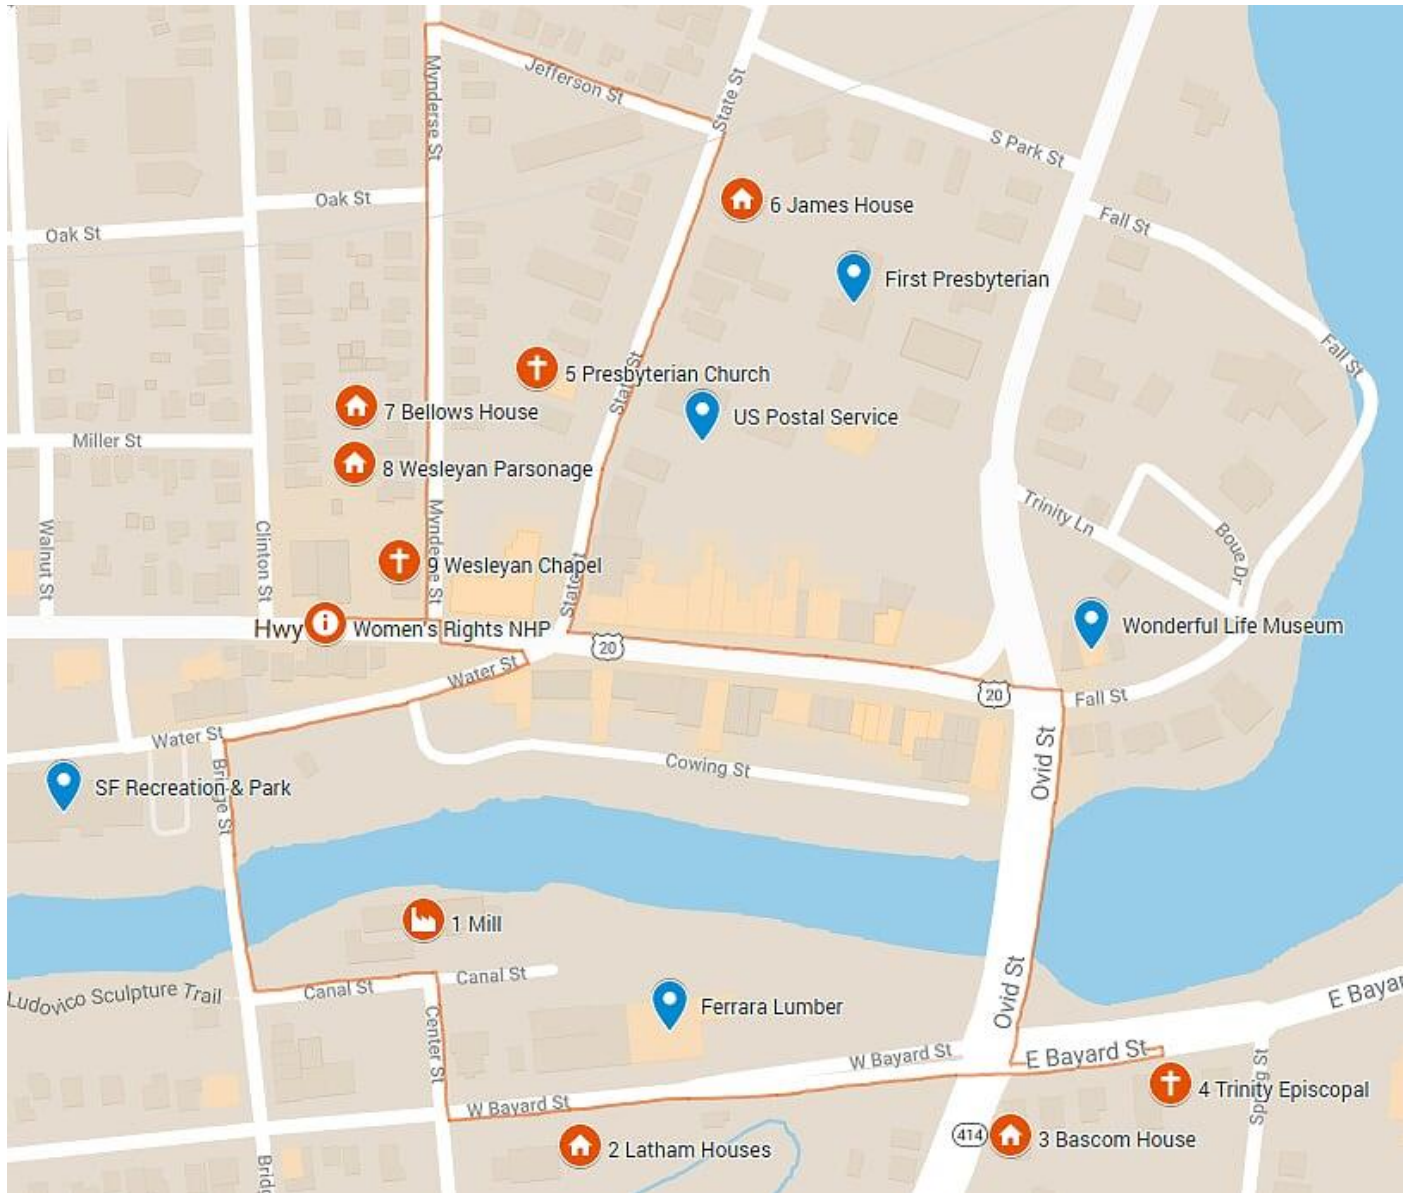 Mynderse St
Jefferson St
State St
S Park St
Oak St
Oak St
6 James House
Fall St
First Presbyterian
Fall St
5 Presbyterian Church
State St
7 Bellows House
US Postal Service
Miller St
8 Wesleyan Parsonage
Walnut St
Clinton St
Mynderse St
Trinity Ln
Boue Dr
9 Wesleyan Chapel
State St
Hwy
Women's Rights NHP
20
Wonderful Life Museum
Water St
20
Fall St
Water St
Cowing St
Ovid St
SF Recreation & Park
Bridge St
1 Mill
Canal St
Canal St
Ludovico Sculpture Trail
Ferrara Lumber
Ovid St
E Bayar
Center St
W Bayard St
E Bayard St
Spring St
4 Trinity Episcopal
W Bayard St
414
3 Bascom House
2 Latham Houses
Bridg